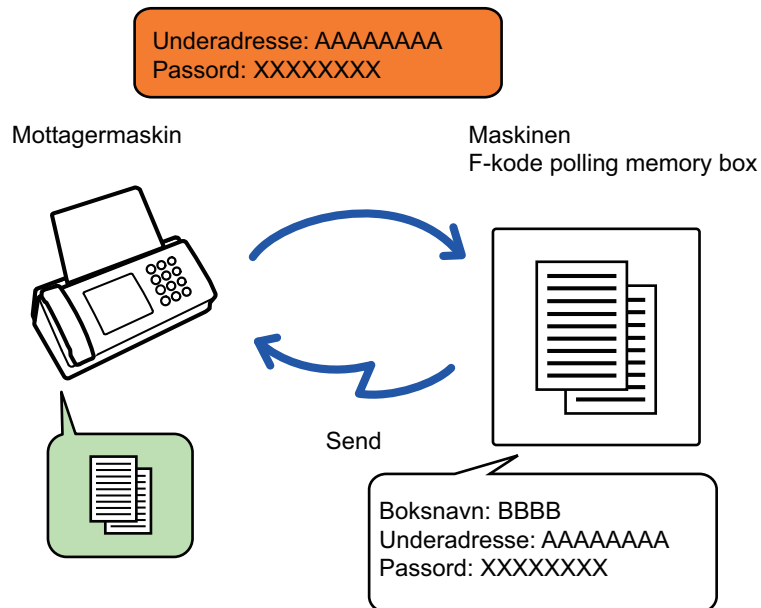 Underadresse: AAAAAAAA
Passord: XXXXXXXX
Mottagermaskin
Maskinen
F-kode polling memory box
Send
Boksnavn: BBBB
Underadresse: AAAAAAAA
Passord: XXXXXXXX